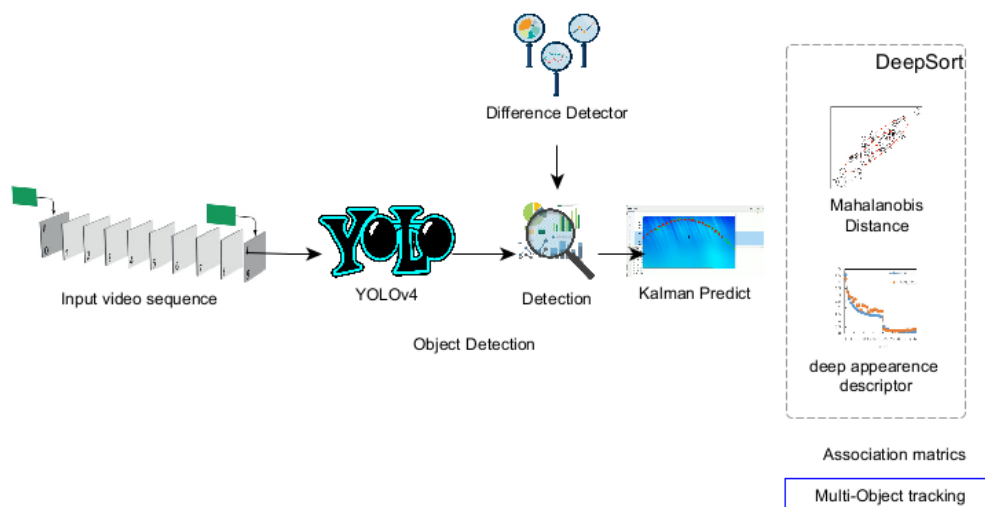 DeepSort
Difference Detector
Mahalanobis
Distance
YOLO
Input video sequence
YOLOv4
Detection
Kalman Predict
Object Detection
deep appearence
descriptor
Association matrics
Multi-Object tracking